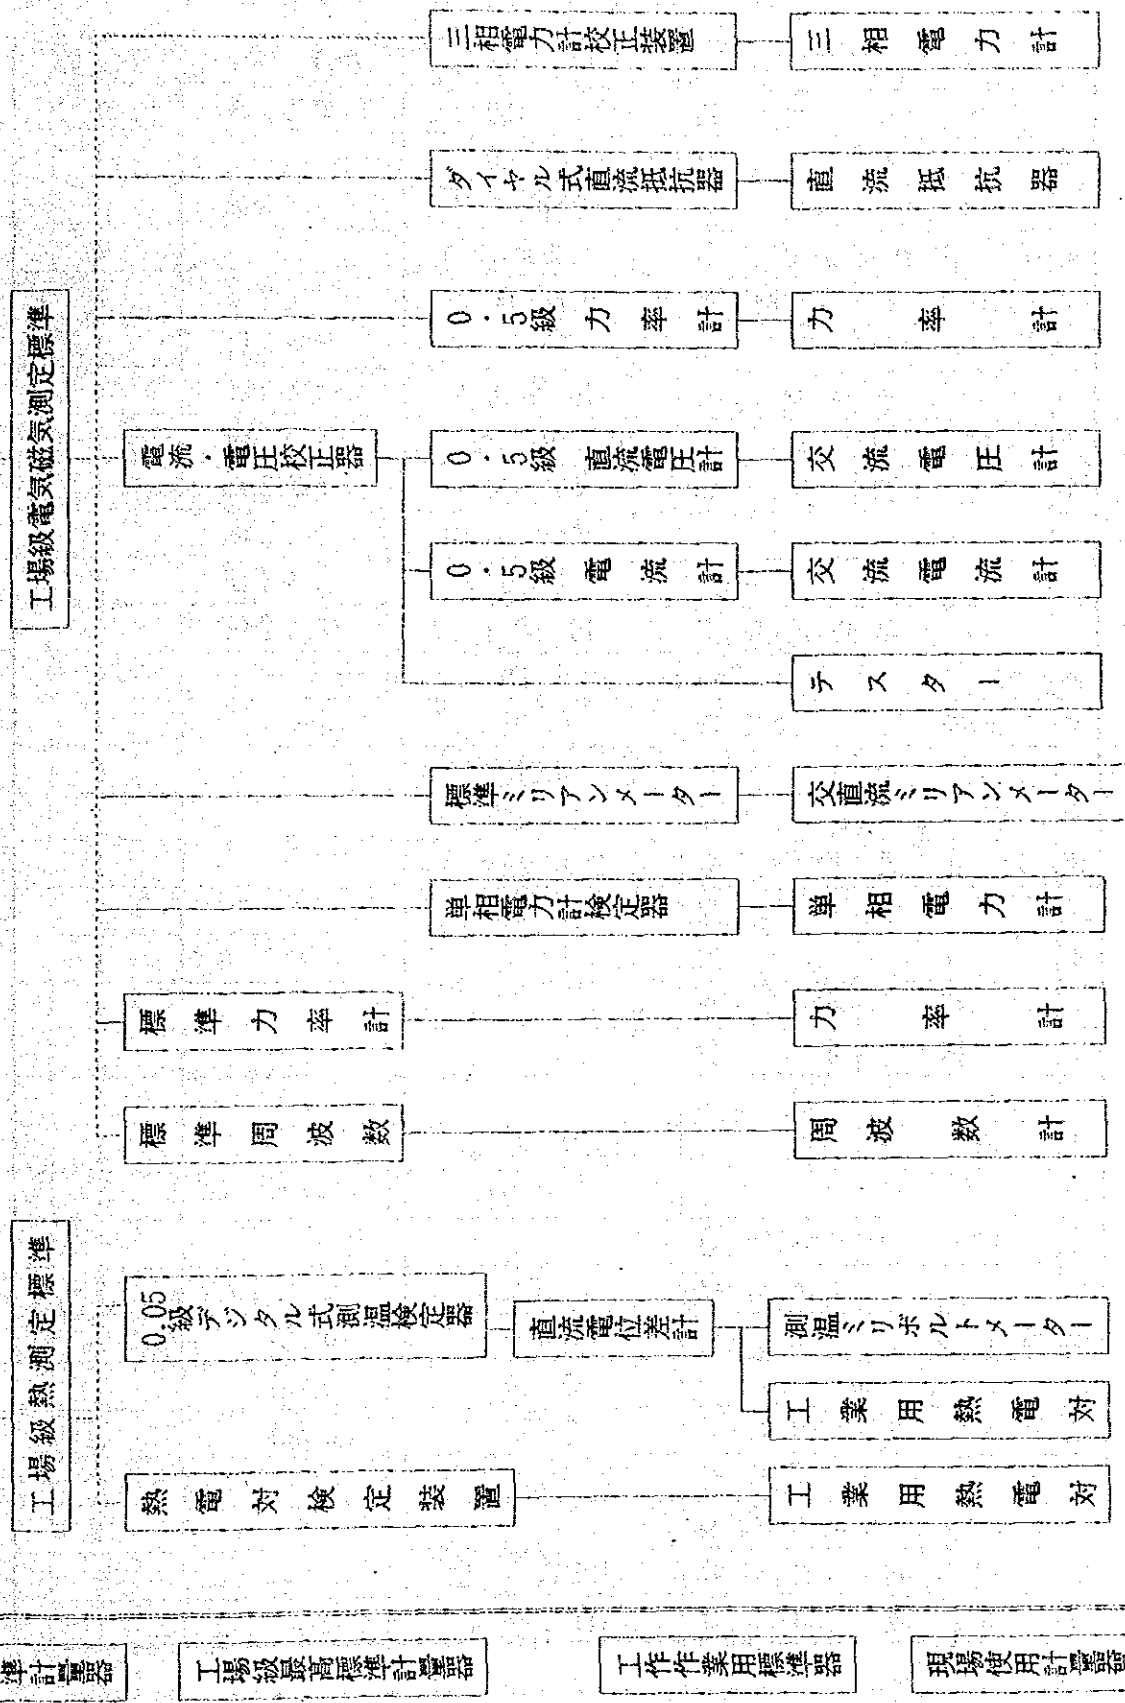 準計量器
工場級最高標準計量器
工作作業用標準器
現場使用計量器
工場級熱測定標準
熱電対検定装置
工業用熱電対
0.05級デジタル式測温検定器
直流電位差計
工業用熱電対
測温ミリボルトメーター
工場級電気磁気測定標準
標準周波数
周波数計
標準力率計
力率計
単相電力計検定器
単相電力計
標準ミリアンメーター
交直流ミリアンメーター
電流・電圧校正器
テスター
0.5級電流計
交流電流計
0.5級直流電圧計
交流電圧計
0.5級力率計
力率計
ダイヤル式直流抵抗器
直流抵抗器
三相電力計校正装置
三相電力計